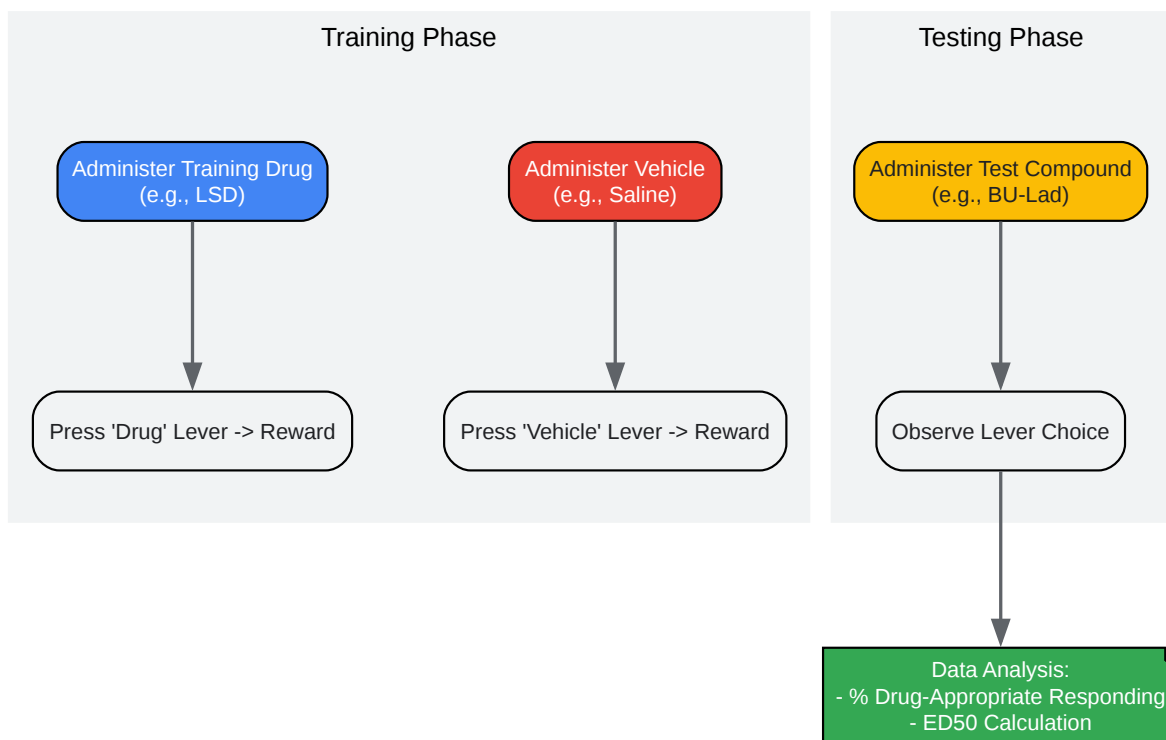 Training Phase
Testing Phase
Administer Training Drug
(e.g., LSD)
Administer Vehicle
(e.g., Saline)
Administer Test Compound
(e.g., BU-Lad)
Press 'Drug' Lever -> Reward
Press 'Vehicle' Lever -> Reward
Observe Lever Choice
Data Analysis:
- % Drug-Appropriate Responding
- ED50 Calculation